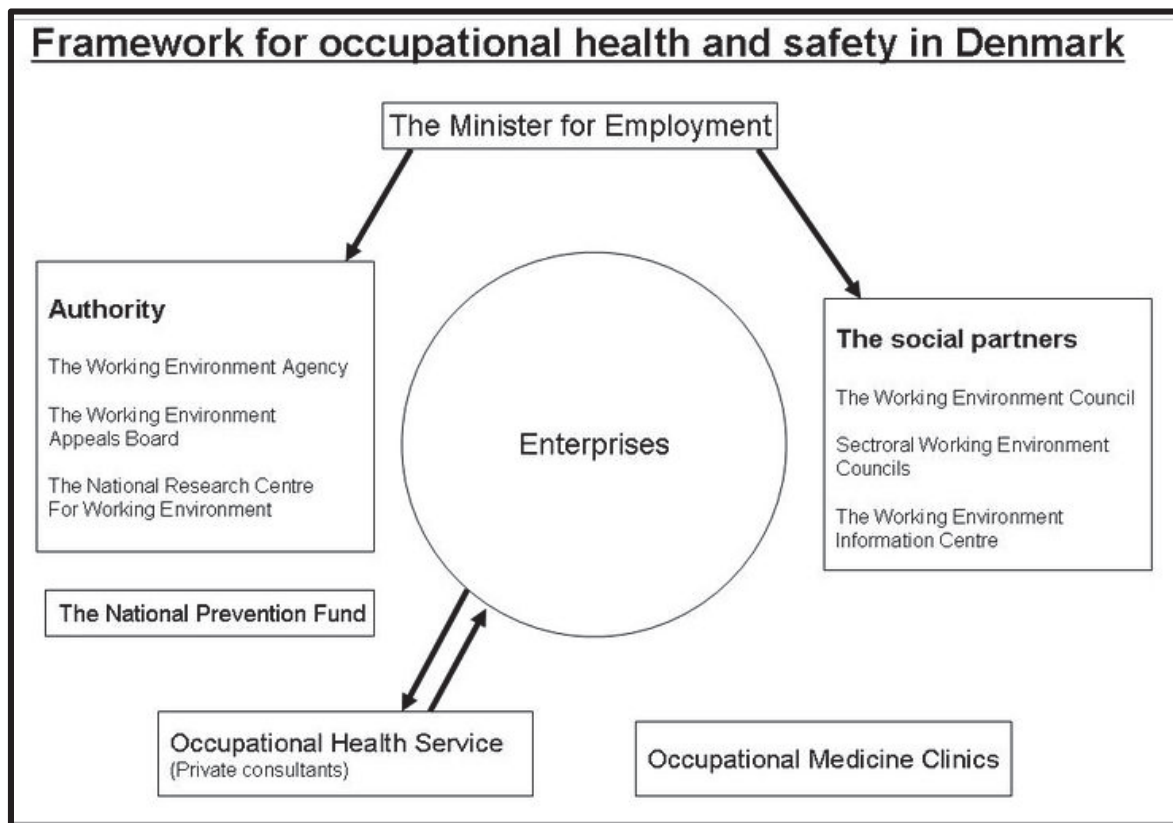 Framework for occupational health and safety in Denmark
The Minister for Employment
Authority
The Working Environment Agency
The Working Environment
Appeals Board
The National Research Centre
For Working Environment
Enterprises
The social partners
The Working Environment Council
Sectroral Working Environment
Councils
The Working Environment
Information Centre
The National Prevention Fund
Occupational Health Service
(Private consultants)
Occupational Medicine Clinics